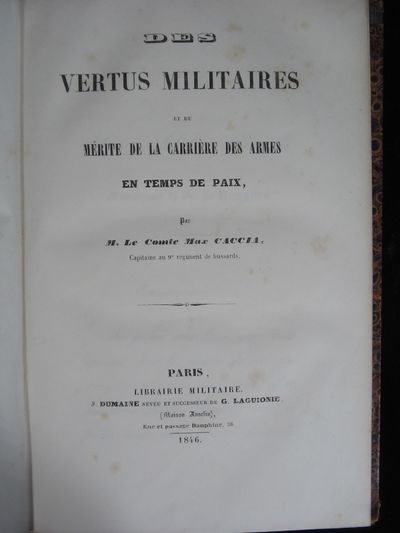 DES
VERTUS MILITAIRES
ET DU
MÉRITE DE LA CARRIÈRE DES ARMES
EN TEMPS DE PAIX,
Par
M. Le Comte Max CACCIA,
Capitaine au 9e régiment de hussards.
PARIS,
LIBRAIRIE MILITAIRE.
J. DUMAINE NEVEU ET SUCCESSEUR DE G. LAGUIONIE,
(Maison Anselin),
Rue et passage Dauphine, 36
1846.